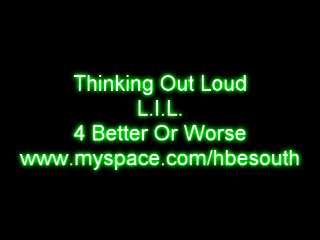 Thinking Out Loud
L.I.L.
4 Better Or Worse
www.myspace.com/hbesouth